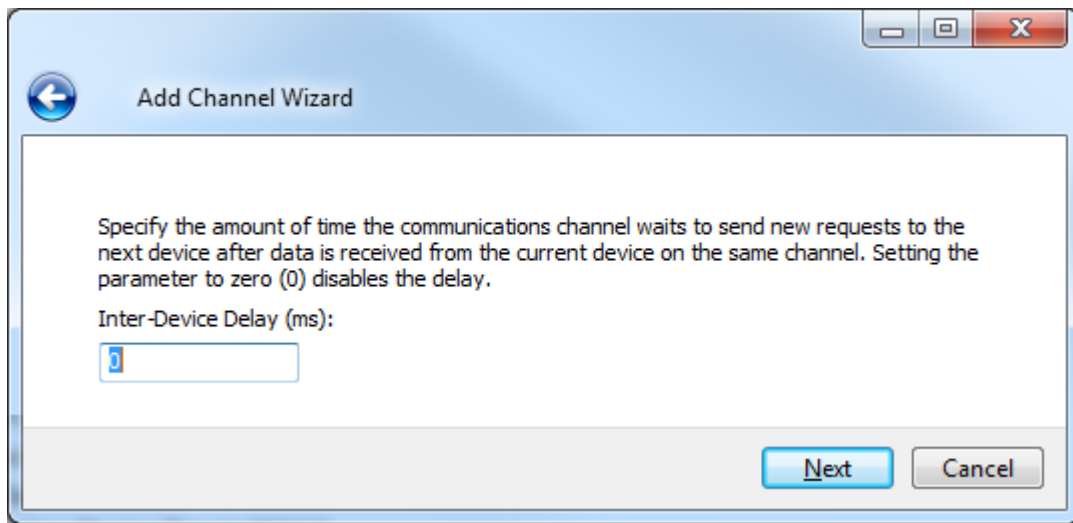 Add Channel Wizard
Specify the amount of time the communications channel waits to send new requests to the
next device after data is received from the current device on the same channel. Setting the
parameter to zero (0) disables the delay.
Inter-Device Delay (ms):
0
Next Cancel